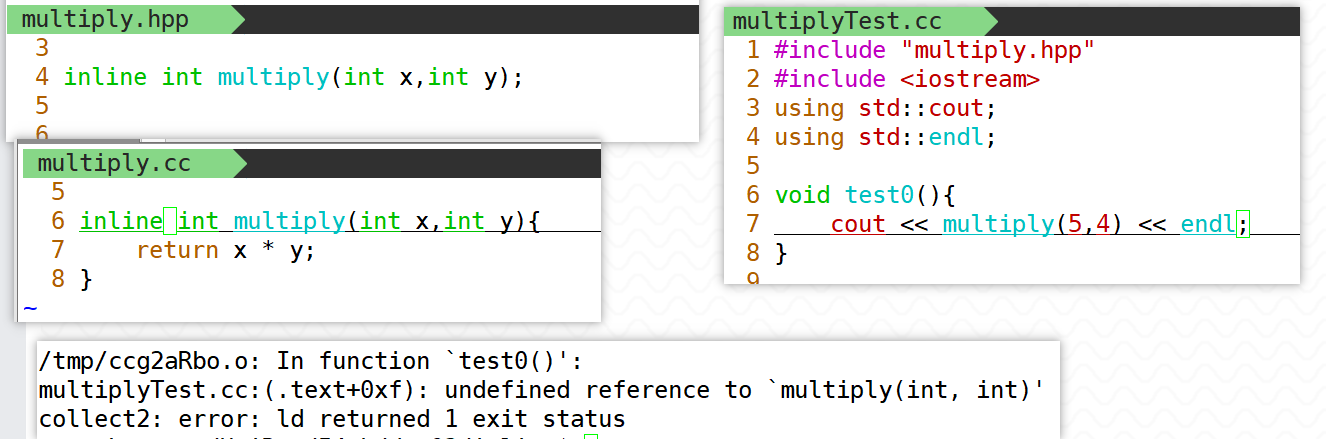 multiply.hpp
3
4 inline int multiply(int x,int y);
5
6
multiply.cc
5
6 inline int multiply(int x,int y){
7     return x * y;
8 }
~
multiplyTest.cc
1 #include "multiply.hpp"
2 #include <iostream>
3 using std::cout;
4 using std::endl;
5
6 void test0(){
7     cout << multiply(5,4) << endl;
8 }
9
/tmp/ccg2aRbo.o: In function `test0()':
multiplyTest.cc:(.text+0xf): undefined reference to `multiply(int, int)'
collect2: error: ld returned 1 exit status